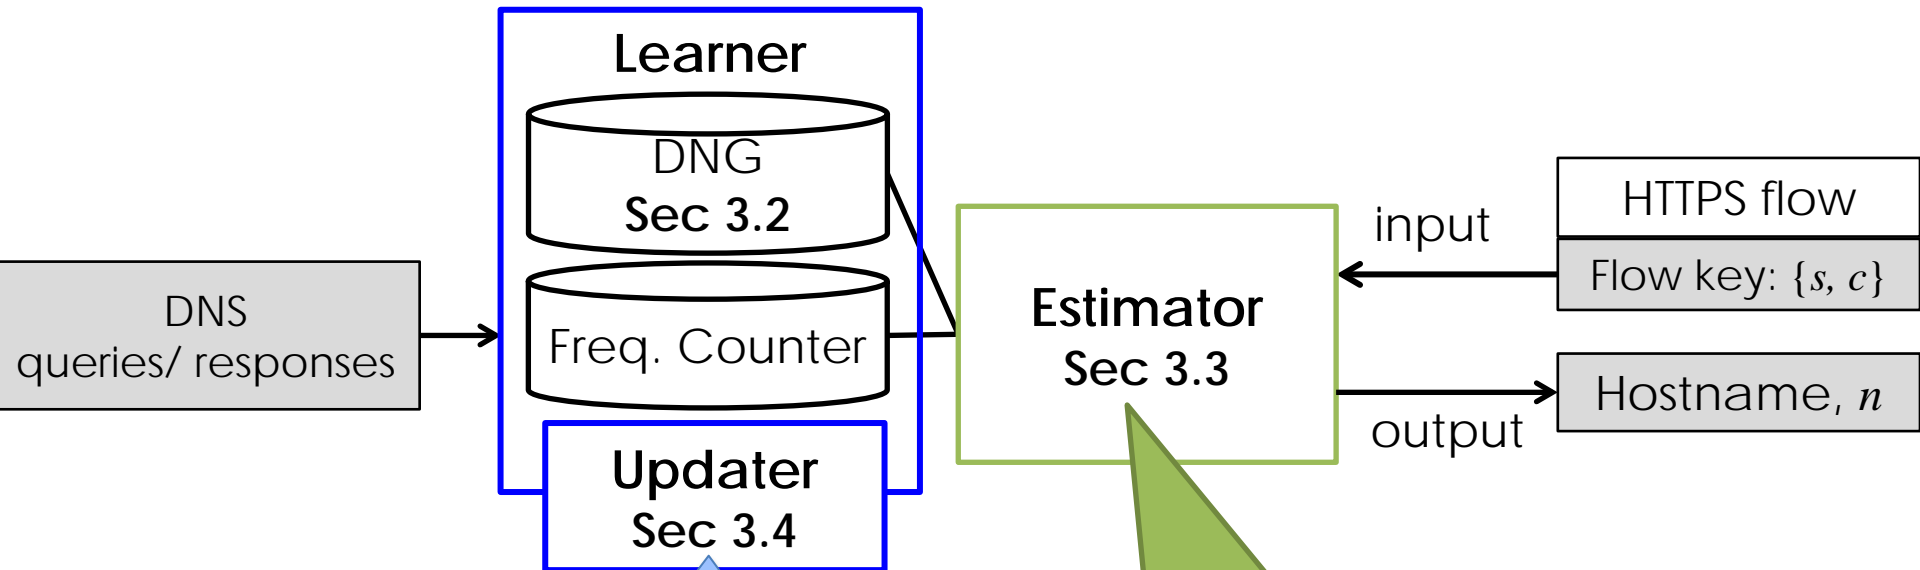 Learner
DNG
Sec 3.2
Freq. Counter
Updater
Sec 3.4
DNS
queries/ responses
Estimator
Sec 3.3
input
output
HTTPS flow
Flow key: {s, c}
Hostname, n